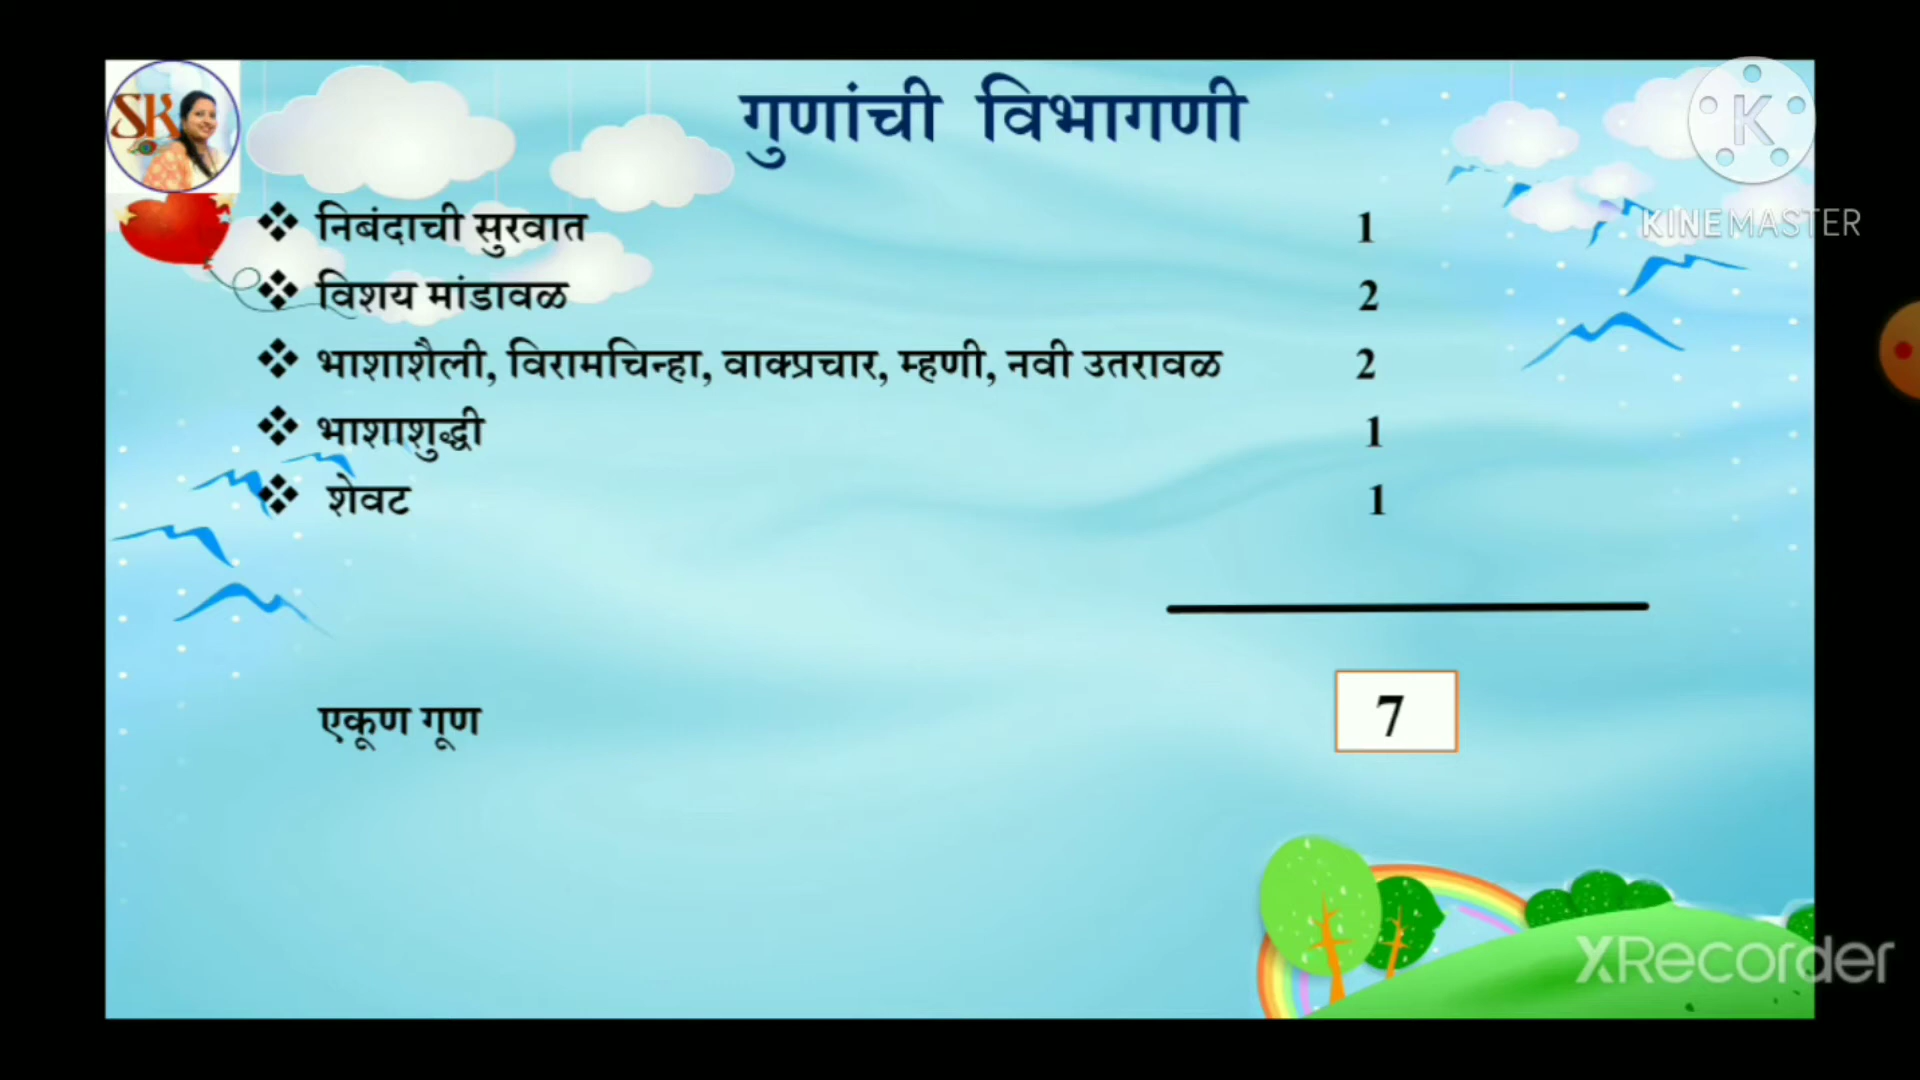 SK
गुणांची विभागणी
K
KINEMASTER
❖ निबंदाची सुरवात 1
❖ विशय मांडावळ 2
❖ भाशाशैली, विरामचिन्हा, वाक्प्रचार, म्हणी, नवी उतरावळ 2
❖ भाशाशुद्धी 1
❖ शेवट 1
एकूण गूण 7
XRecorder